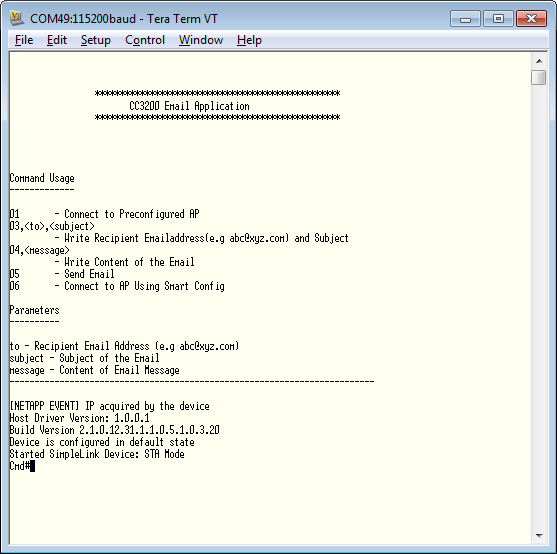 COM49:115200baud - Tera Term VT
File Edit Setup Control Window Help
***************************************************
CC3200 Email Application
***************************************************
Command Usage
-------------
01 - Connect to Preconfigured AP
03,<to>,<subject>
- Write Recipient Emailaddress(e.g abc@xyz.com) and Subject
04,<message>
- Write Content of the Email
05 - Send Email
06 - Connect to AP Using Smart Config
Parameters
----------
to - Recipient Email Address (e.g abc@xyz.com)
subject - Subject of the Email
message - Content of Email Message
----------------------------------------------------------------------------
[NETAPP EVENT] IP acquired by the device
Host Driver Version: 1.0.0.1
Build Version 2.1.0.12.31.1.1.0.5.1.0.3.20
Device is configured in default state
Started SimpleLink Device: STA Mode
Cmd#